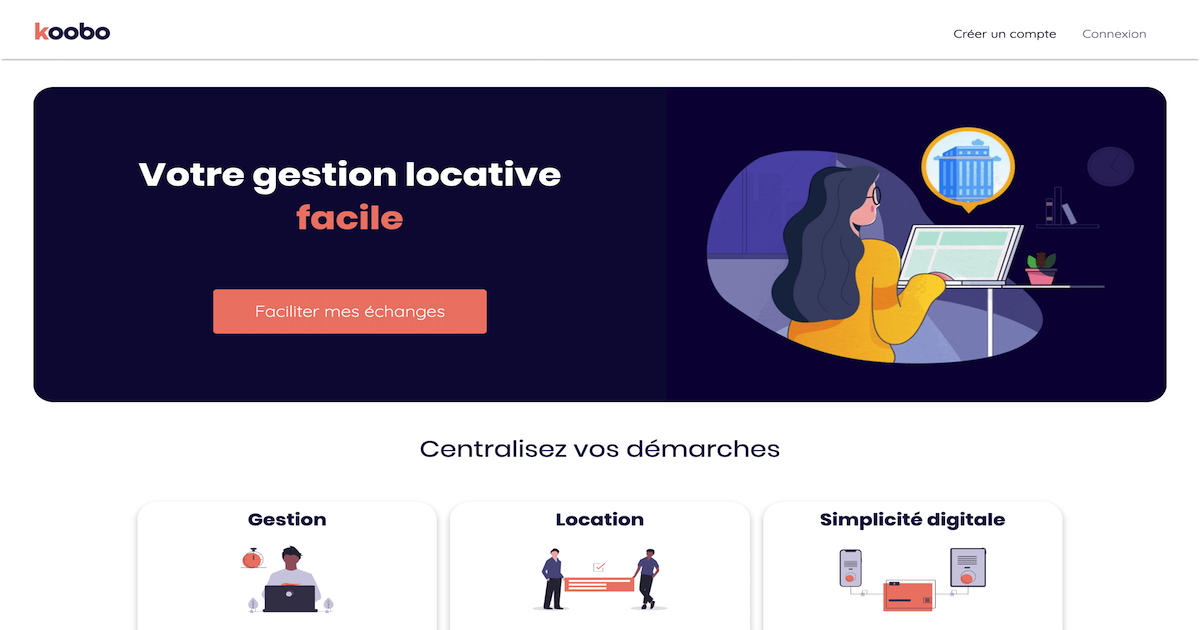 koobo
Créer un compte
Connexion
Votre gestion locative
facile
Faciliter mes échanges
Centralisez vos démarches
Gestion
Location
Simplicité digitale